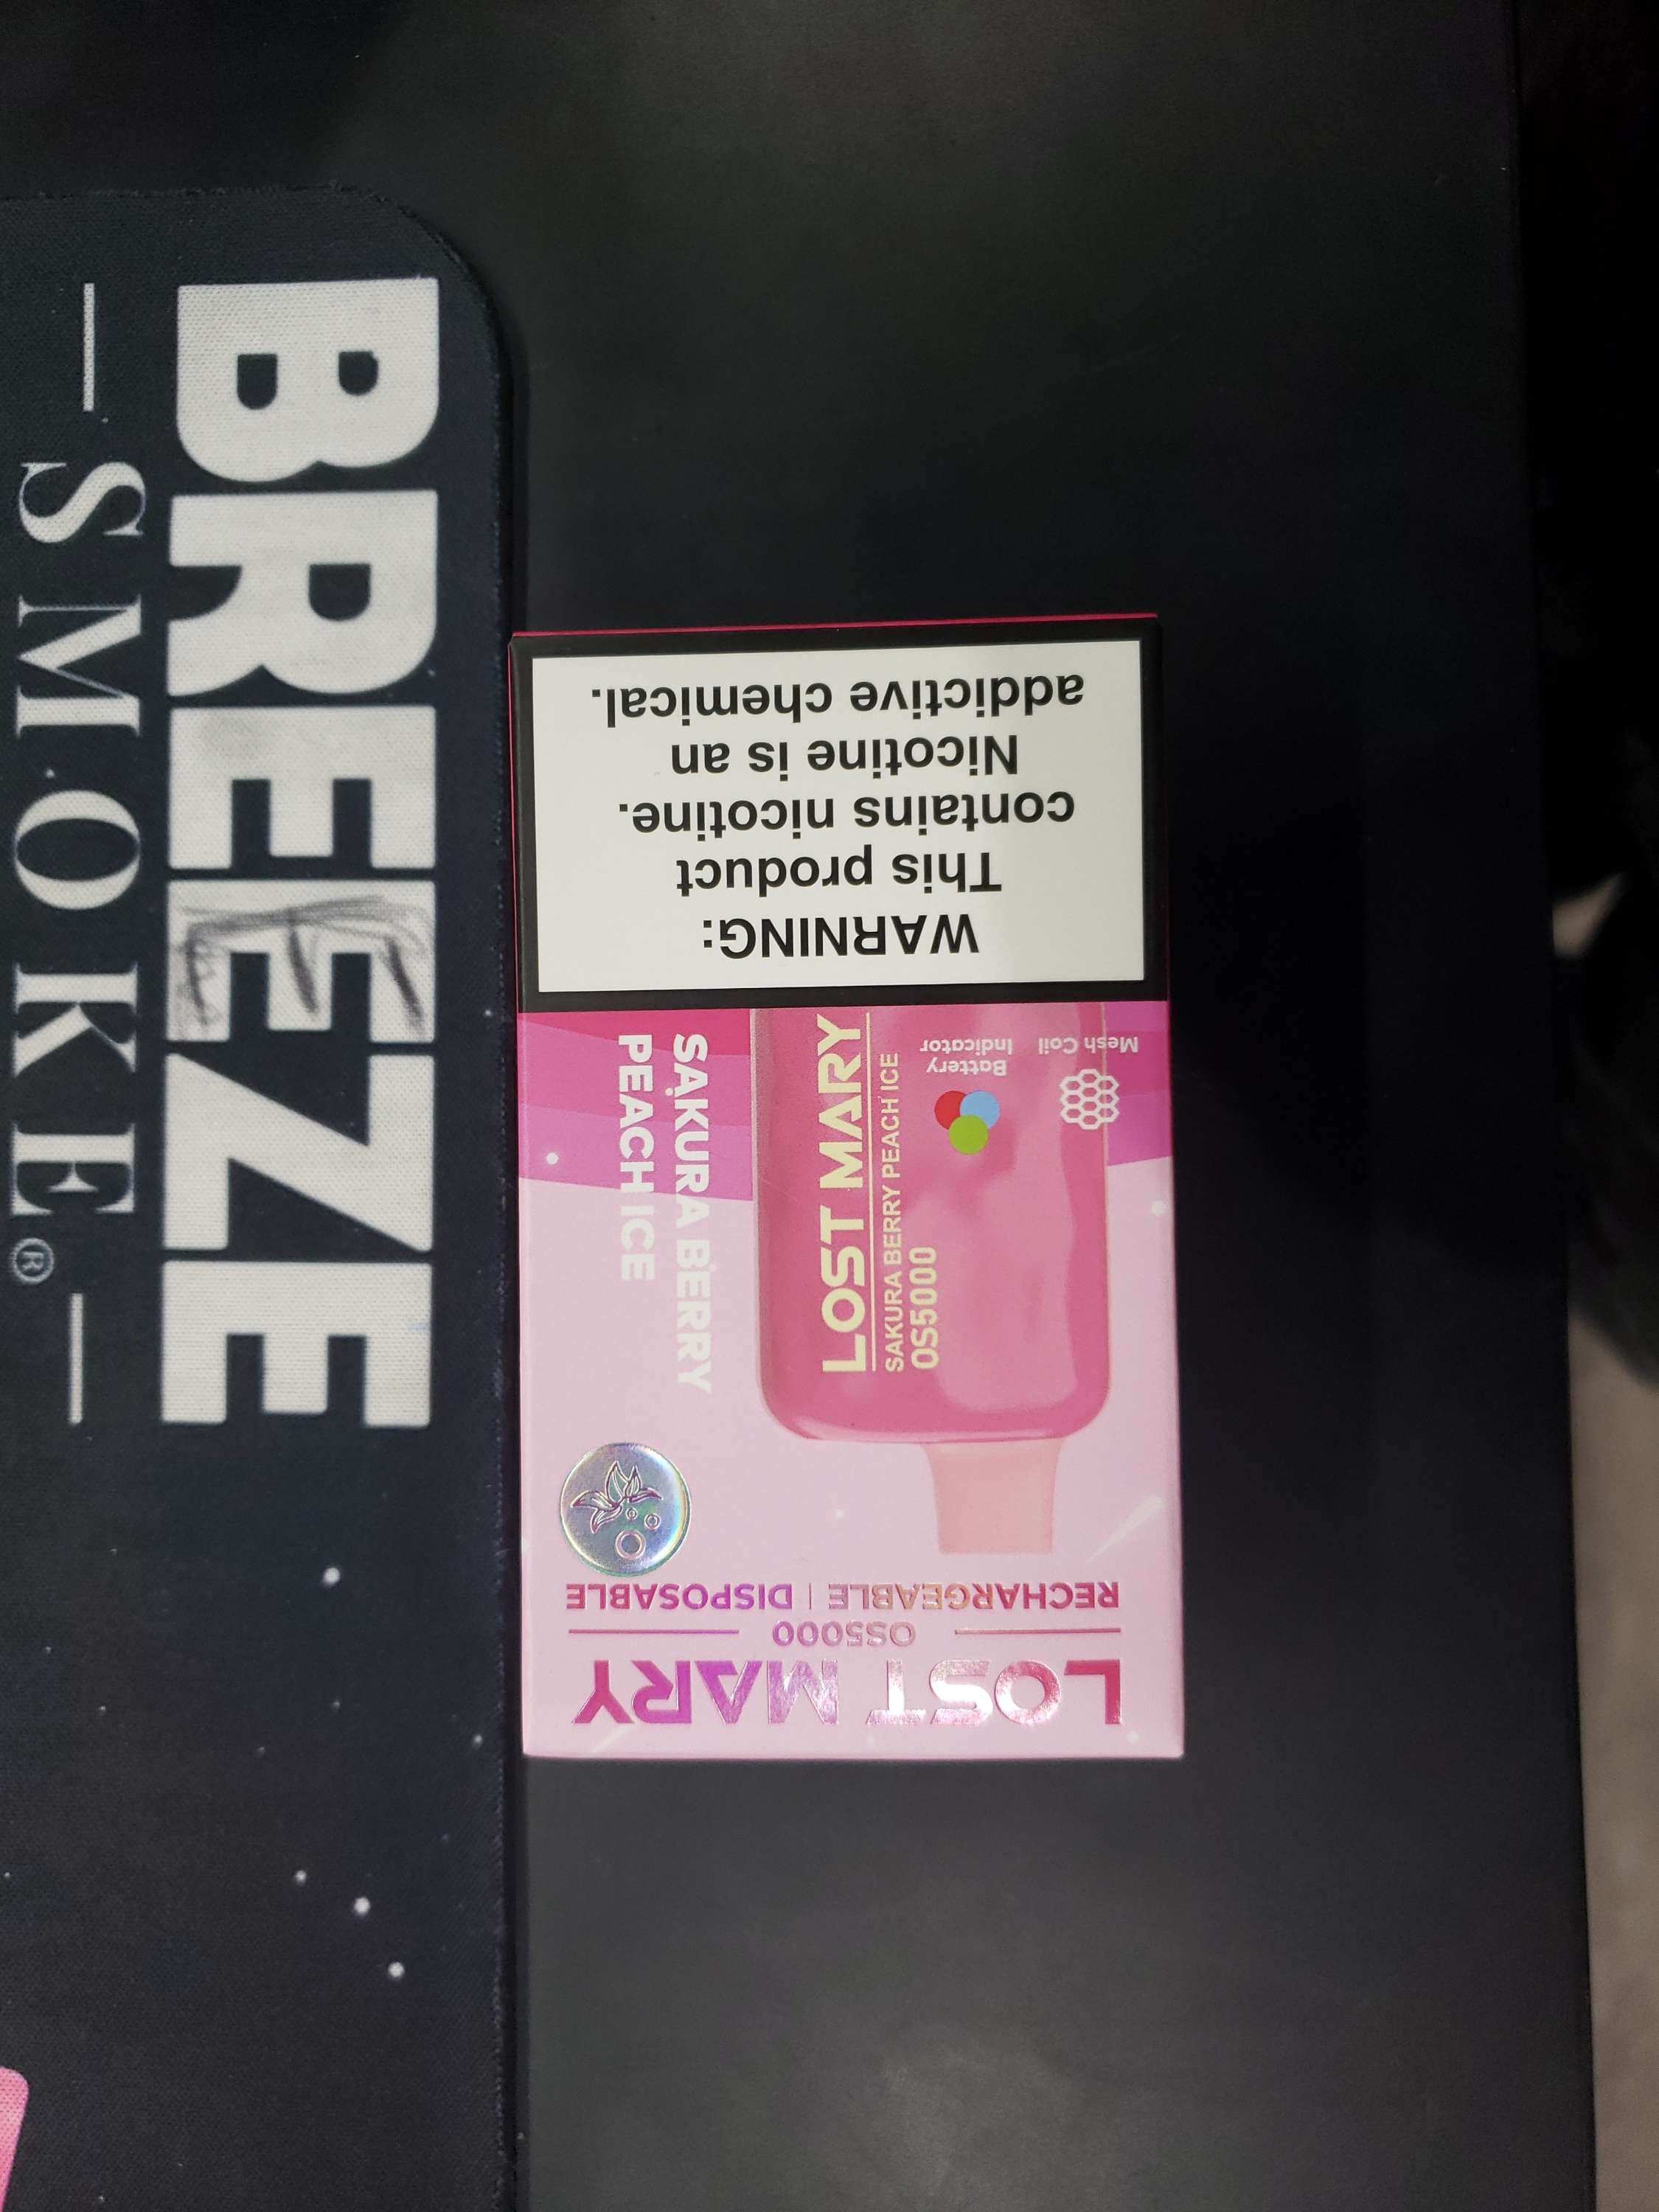 BREEZE
SMOKE®
LOST MARY
OS5000
RECHARGEABLE | DISPOSABLE
SAKURA BERRY
PEACH ICE
LOST MARY
SAKURA BERRY PEACH ICE
OS5000
Mesh Coil
Battery
Indicator
WARNING:
This product
contains nicotine.
Nicotine is an
addictive chemical.